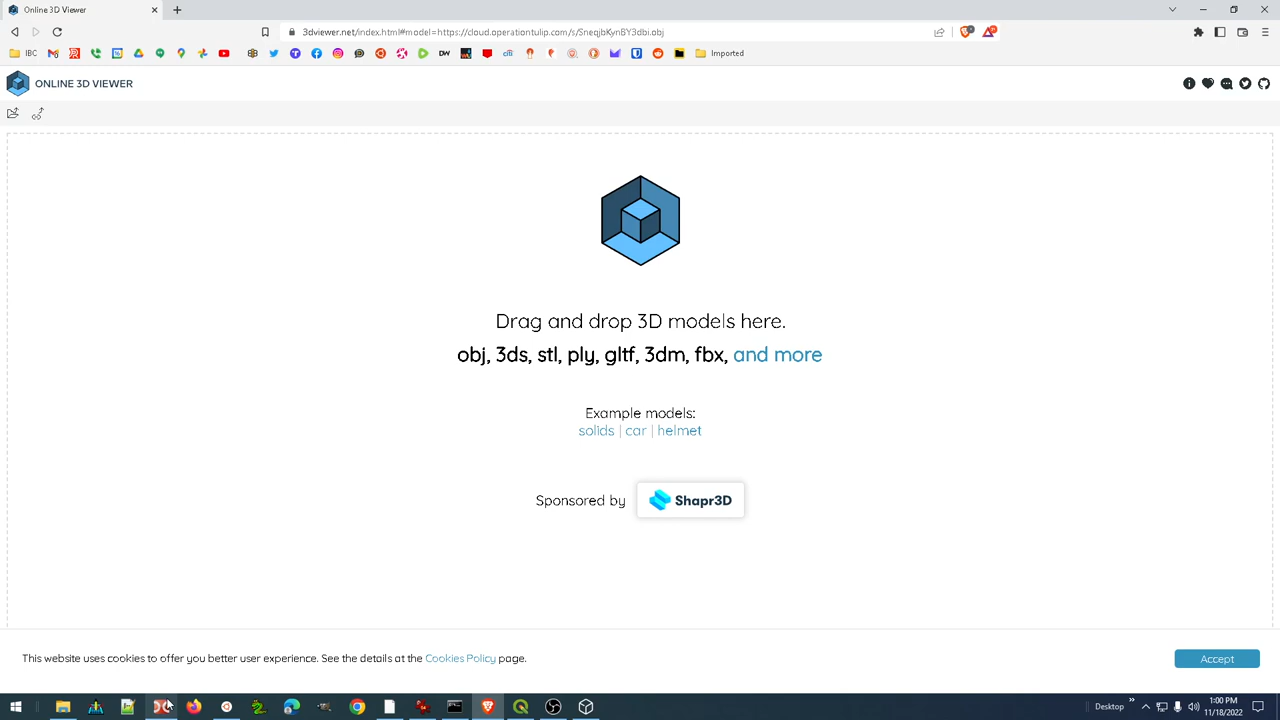 Online 3D Viewer
3dviewer.net/index.html#model=https://cloud.operationtulip.com/s/SneqjbKyn8Y3dbi.obj
IBC
DW
Imported
ONLINE 3D VIEWER
Drag and drop 3D models here.
obj, 3ds, stl, ply, gltf, 3dm, fbx, and more
Example models:
solids | car | helmet
Sponsored by Shapr3D
This website uses cookies to offer you better user experience. See the details at the Cookies Policy page.
Accept
Desktop
1:00 PM
11/18/2022